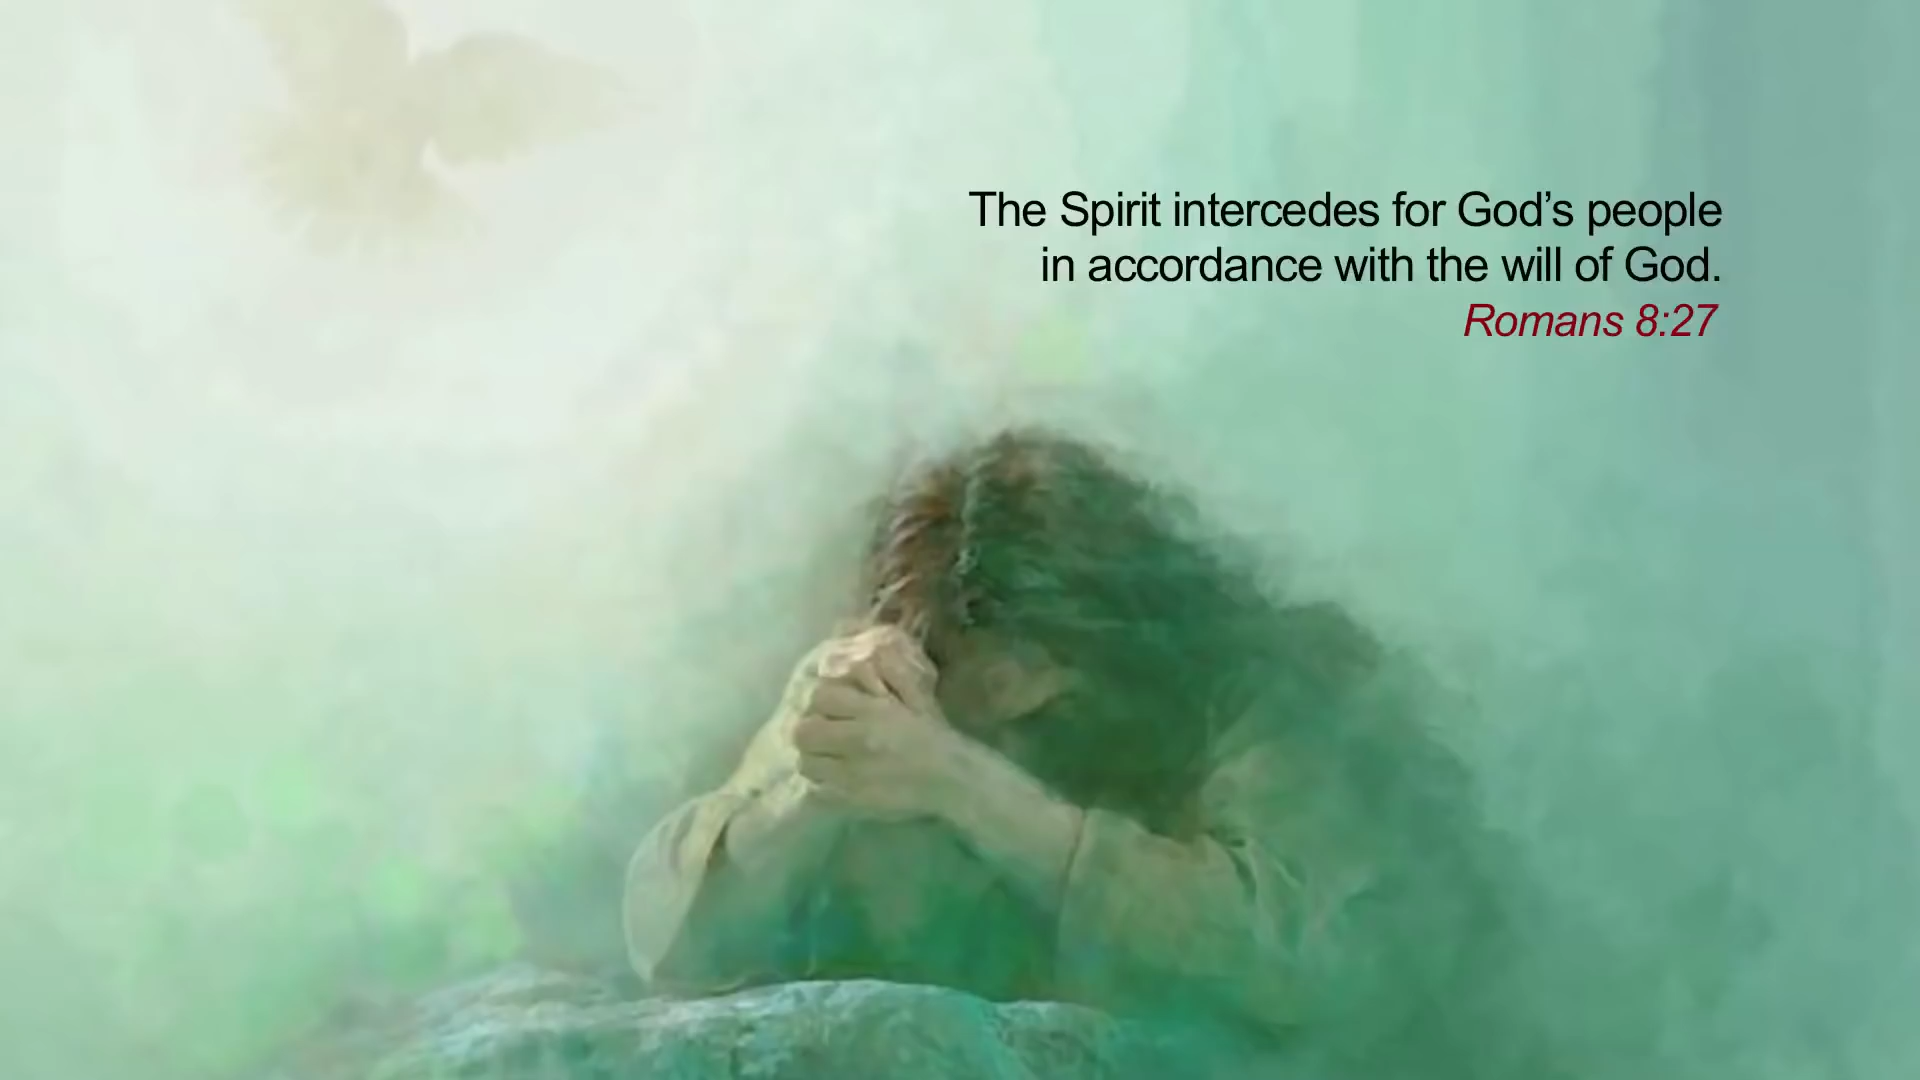 The Spirit intercedes for God’s people
in accordance with the will of God.
Romans 8:27